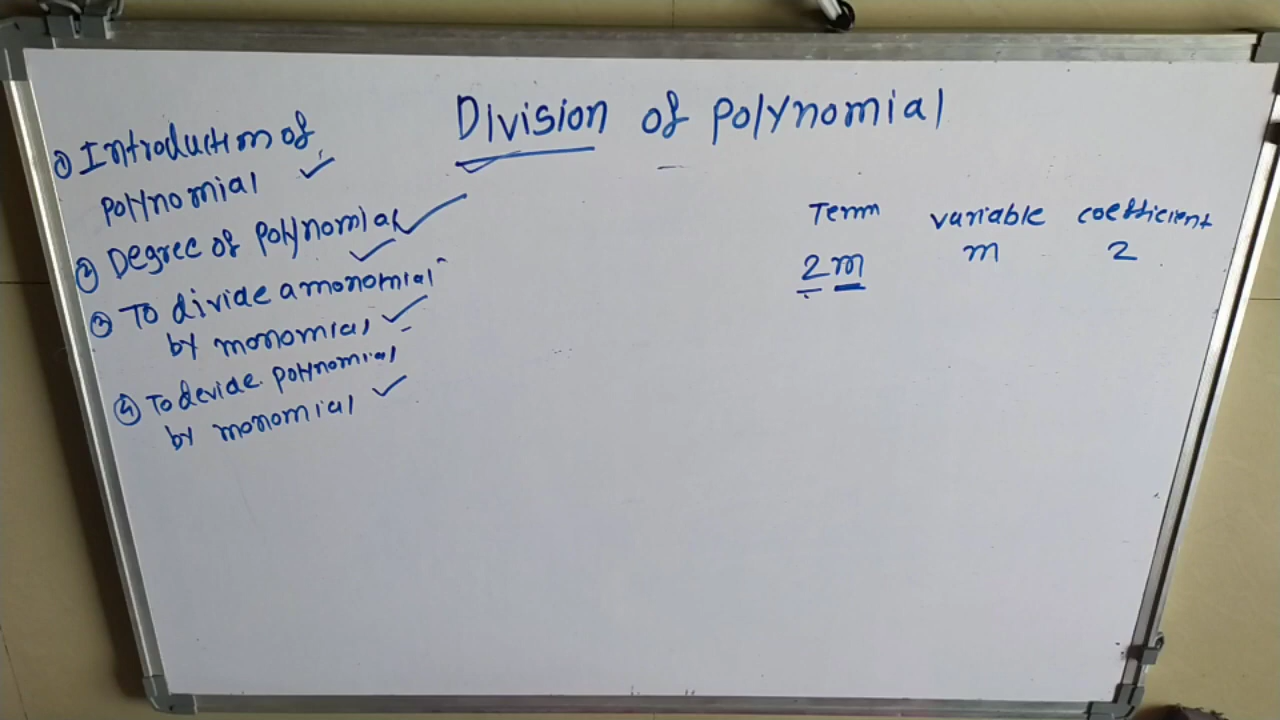 Division of polynomial
① Introduction of
polynomial
② Degree of polynomial
③ To divide a monomial
by monomial
④ To devide polynomial
by monomial
Term variable coefficient
2m m 2